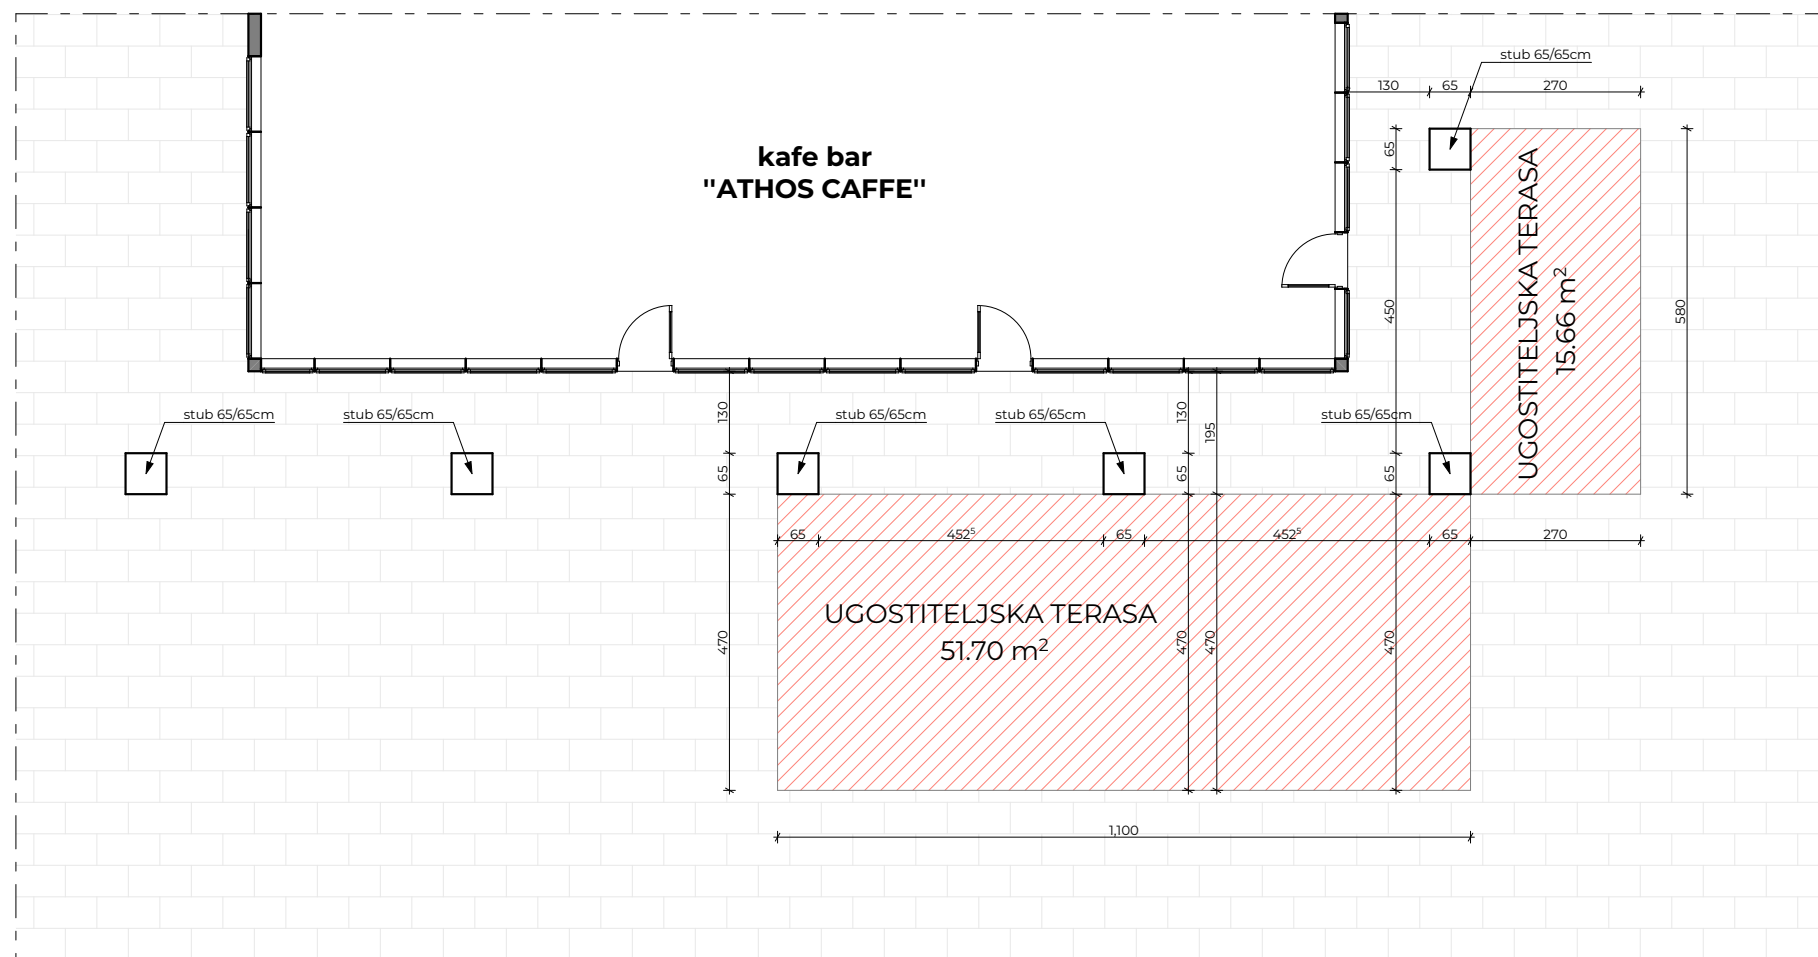 stub 65/65cm
130
65
270
kafe bar
"ATHOS CAFFE"
65
450
65
470
UGOSTITELJSKA TERASA
15.66 m²
580
stub 65/65cm
stub 65/65cm
stub 65/65cm
stub 65/65cm
stub 65/65cm
130
65
470
130
65
470
195
470
65
452⁵
65
452⁵
65
270
UGOSTITELJSKA TERASA
51.70 m²
1,100